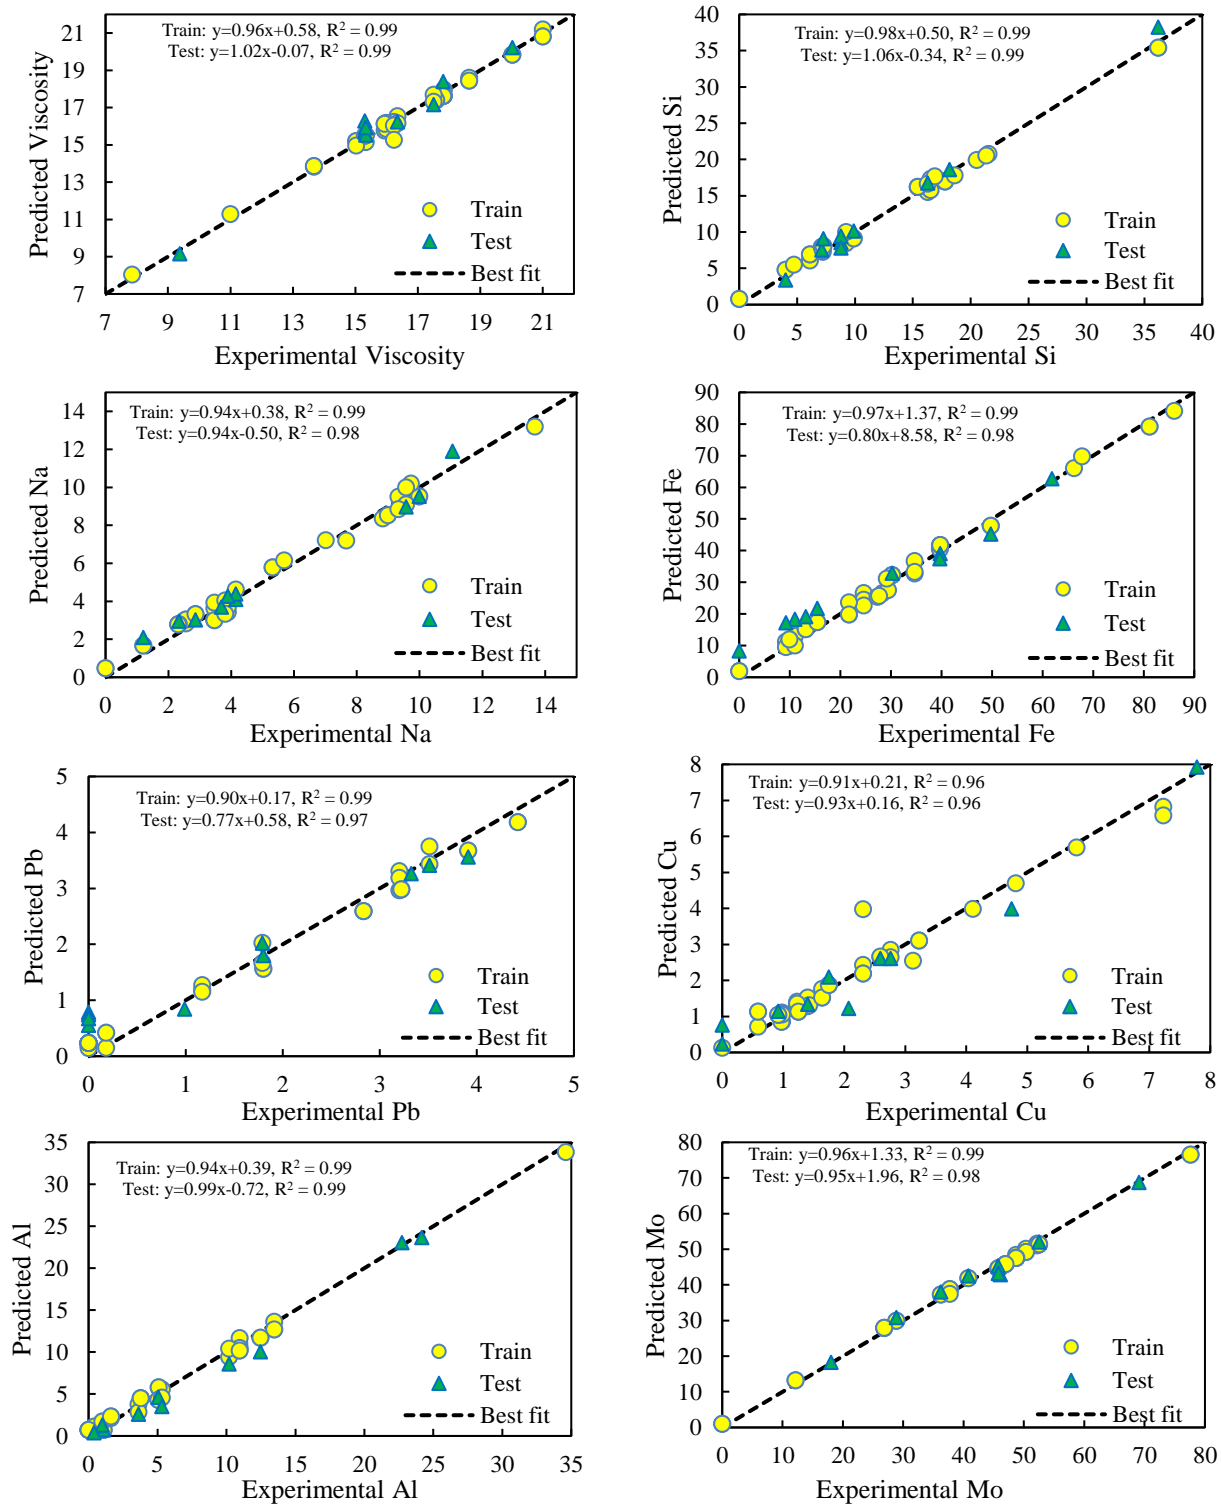 Train: y=0.96x+0.58, R² = 0.99
Test: y=1.02x-0.07, R² = 0.99
Predicted Viscosity
21
19
17
15
13
11
9
7
Train
Test
Best fit
7 9 11 13 15 17 19 21
Experimental Viscosity
Train: y=0.98x+0.50, R² = 0.99
Test: y=1.06x-0.34, R² = 0.99
Predicted Si
40
35
30
25
20
15
10
5
0
Train
Test
Best fit
0 5 10 15 20 25 30 35 40
Experimental Si
Train: y=0.94x+0.38, R² = 0.99
Test: y=0.94x-0.50, R² = 0.98
Predicted Na
14
12
10
8
6
4
2
0
Train
Test
Best fit
0 2 4 6 8 10 12 14
Experimental Na
Train: y=0.97x+1.37, R² = 0.99
Test: y=0.80x+8.58, R² = 0.98
Predicted Fe
90
80
70
60
50
40
30
20
10
0
Train
Test
Best fit
0 10 20 30 40 50 60 70 80 90
Experimental Fe
Train: y=0.90x+0.17, R² = 0.99
Test: y=0.77x+0.58, R² = 0.97
Predicted Pb
5
4
3
2
1
0
Train
Test
Best fit
0 1 2 3 4 5
Experimental Pb
Train: y=0.91x+0.21, R² = 0.96
Test: y=0.93x+0.16, R² = 0.96
Predicted Cu
8
7
6
5
4
3
2
1
0
Train
Test
Best fit
0 1 2 3 4 5 6 7 8
Experimental Cu
Train: y=0.94x+0.39, R² = 0.99
Test: y=0.99x-0.72, R² = 0.99
Predicted Al
35
30
25
20
15
10
5
0
Train
Test
Best fit
0 5 10 15 20 25 30 35
Experimental Al
Train: y=0.96x+1.33, R² = 0.99
Test: y=0.95x+1.96, R² = 0.98
Predicted Mo
80
70
60
50
40
30
20
10
0
Train
Test
Best fit
0 10 20 30 40 50 60 70 80
Experimental Mo